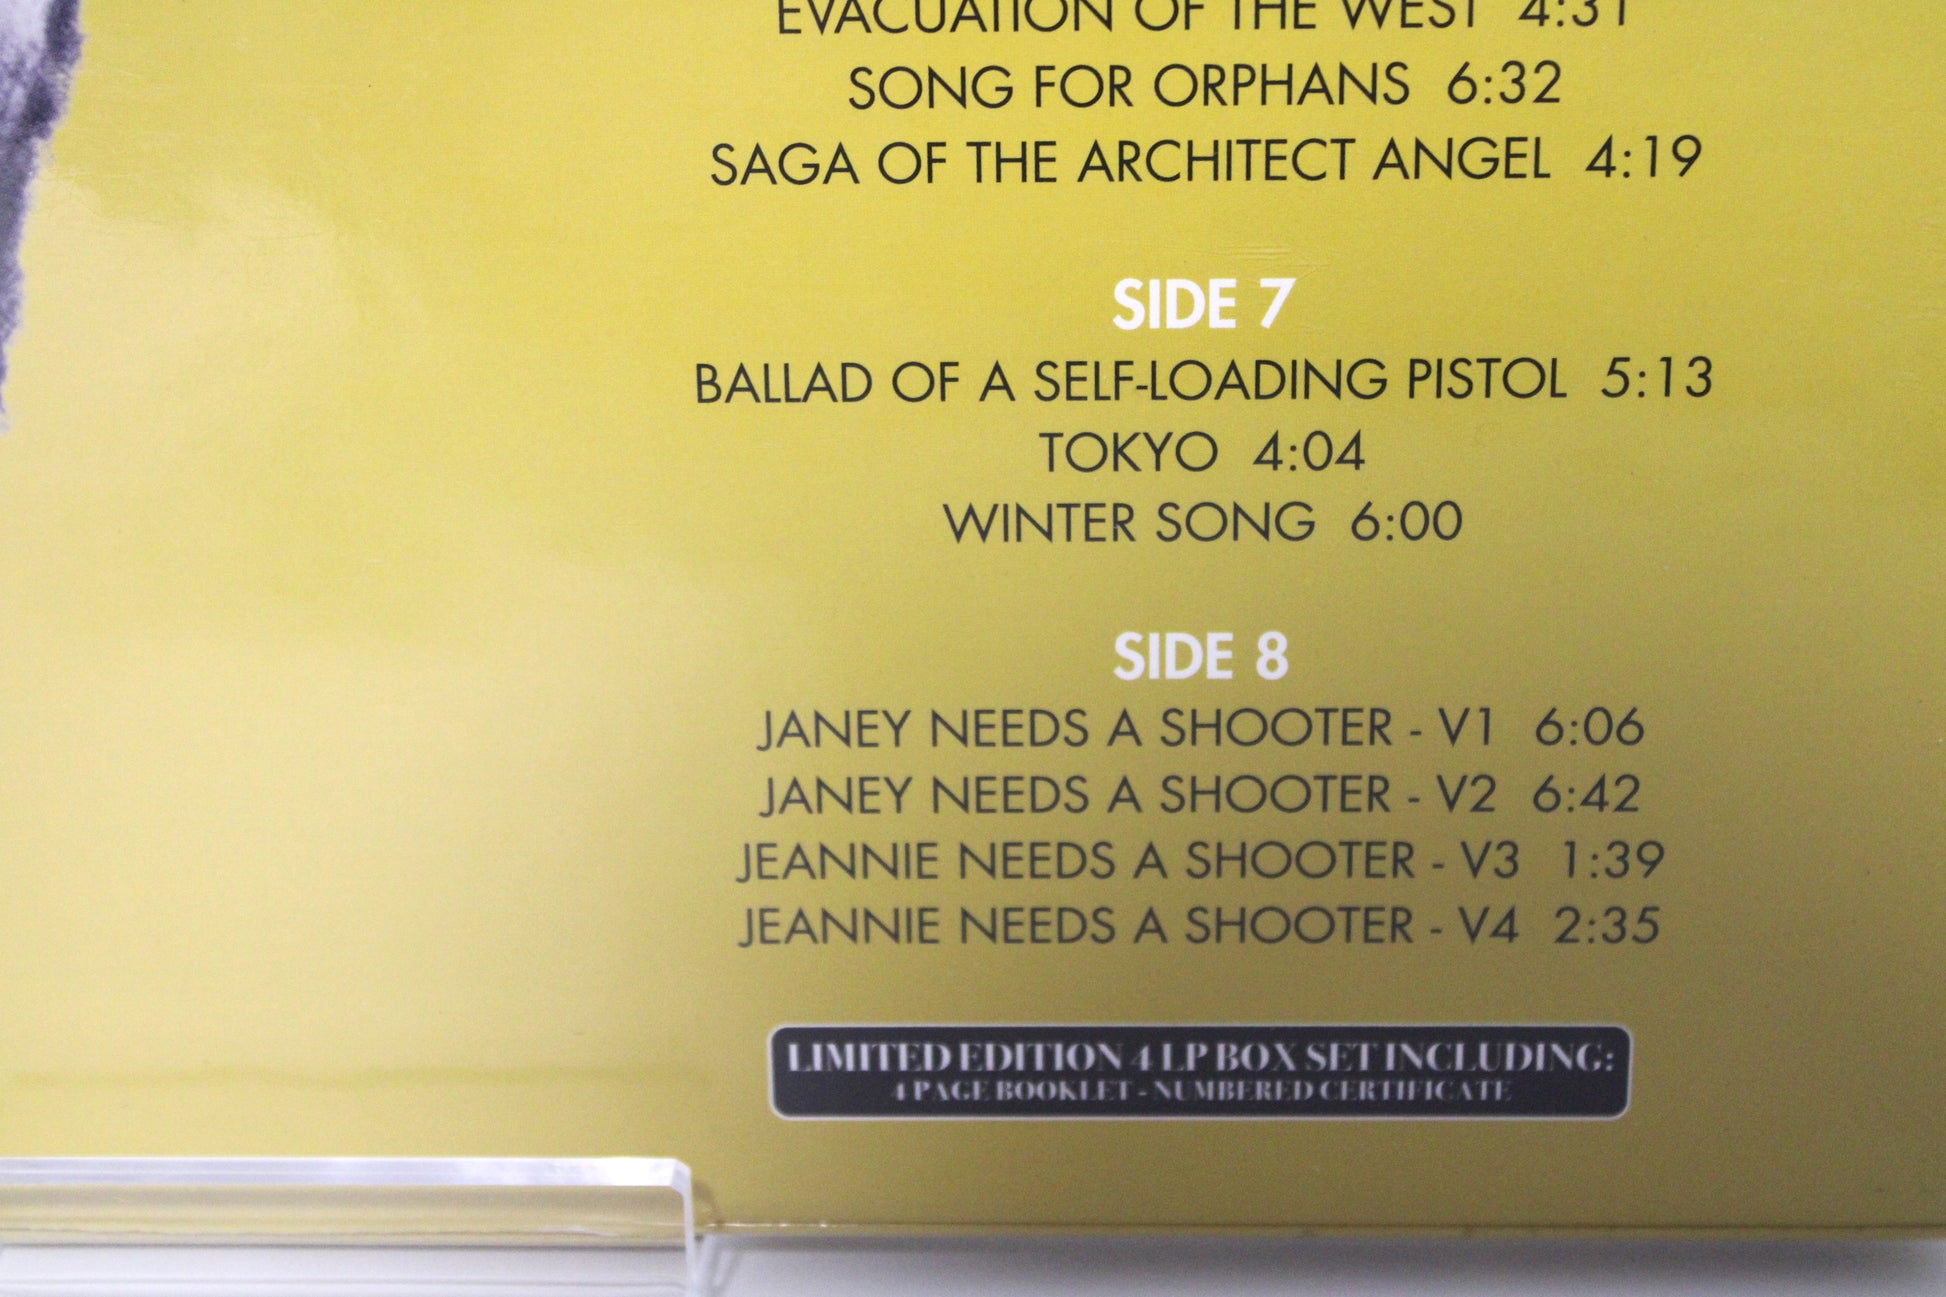 EVACUATION OF THE WEST 4:31
SONG FOR ORPHANS 6:32
SAGA OF THE ARCHITECT ANGEL 4:19
SIDE 7
BALLAD OF A SELF-LOADING PISTOL 5:13
TOKYO 4:04
WINTER SONG 6:00
SIDE 8
JANEY NEEDS A SHOOTER - V1 6:06
JANEY NEEDS A SHOOTER - V2 6:42
JEANNIE NEEDS A SHOOTER - V3 1:39
JEANNIE NEEDS A SHOOTER - V4 2:35
LIMITED EDITION 4 LP BOX SET INCLUDING:
4 PAGE BOOKLET - NUMBERED CERTIFICATE